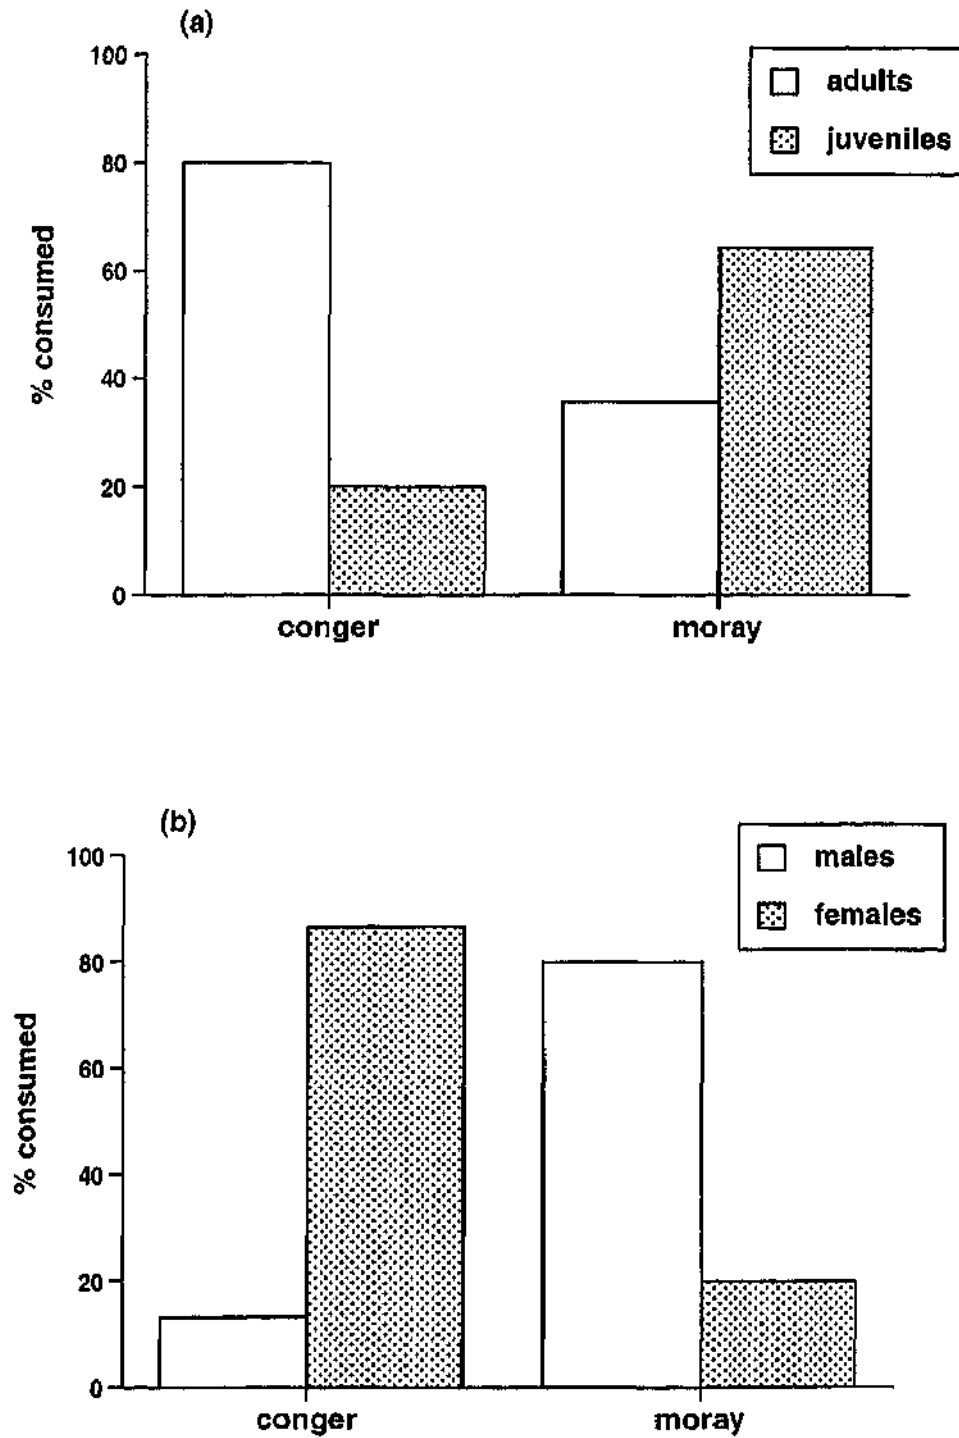 (a)
100
80
60
40
20
0
% consumed
adults
juveniles
conger moray
(b)
100
80
60
40
20
0
% consumed
males
females
conger moray